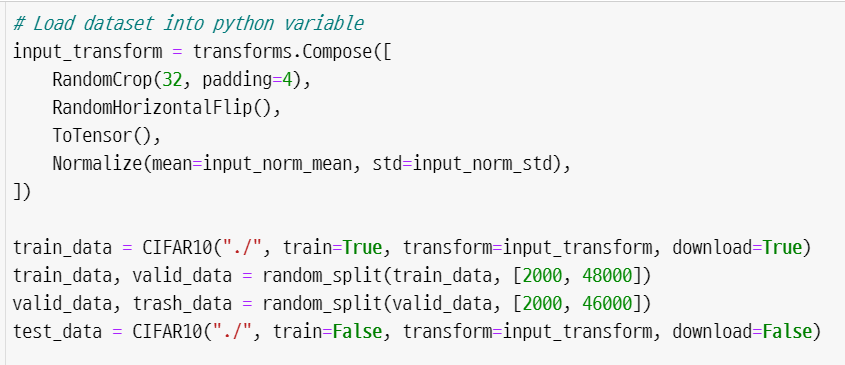 # Load dataset into python variable
input_transform = transforms.Compose([
    RandomCrop(32, padding=4),
    RandomHorizontalFlip(),
    ToTensor(),
    Normalize(mean=input_norm_mean, std=input_norm_std),
])
train_data = CIFAR10("./", train=True, transform=input_transform, download=True)
train_data, valid_data = random_split(train_data, [2000, 48000])
valid_data, trash_data = random_split(valid_data, [2000, 46000])
test_data = CIFAR10("./", train=False, transform=input_transform, download=False)